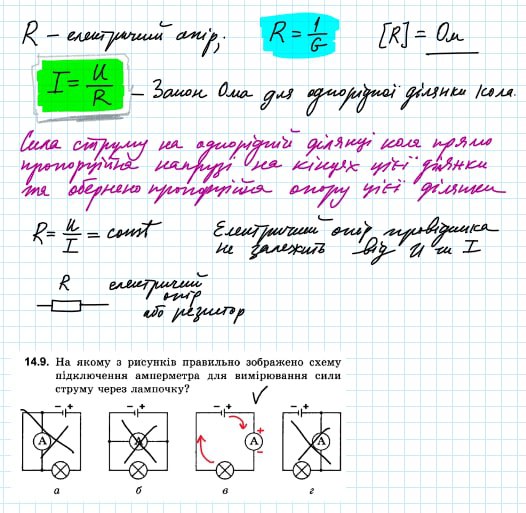 R – електричний опір; R = 1/G [R] = Ом
I = U/R – Закон Ома для однорідної ділянки кола.
Сила струму на однорідній ділянці кола прямо
пропорційна напрузі на кінцях цієї ділянки
та обернено пропорційна опору цієї ділянки
R = U/I = const Електричний опір провідника
не залежить від U та I
R електричний
опір
або резистор
14.9. На якому з рисунків правильно зображено схему
підключення амперметра для вимірювання сили
струму через лампочку?
– + – + – + – +
A A A + – A
а б в г